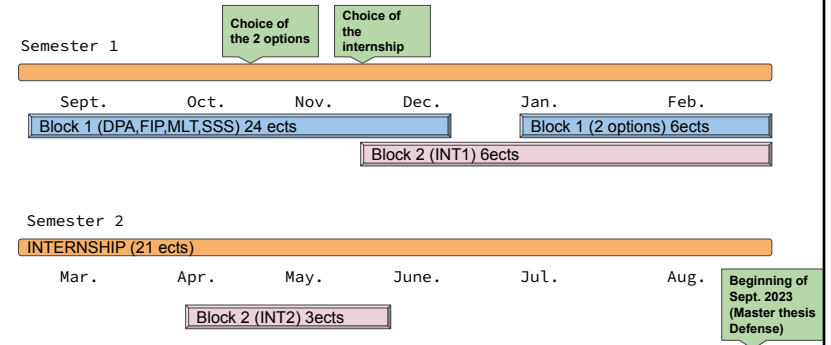 Choice of
the 2 options
Choice of
the
internship
Semester 1
Sept. Oct. Nov. Dec. Jan. Feb.
Block 1 (DPA,FIP,MLT,SSS) 24 ects
Block 1 (2 options) 6ects
Block 2 (INT1) 6ects
Semester 2
INTERNSHIP (21 ects)
Mar. Apr. May. June. Jul. Aug.
Beginning of
Sept. 2023
(Master thesis
Defense)
Block 2 (INT2) 3ects